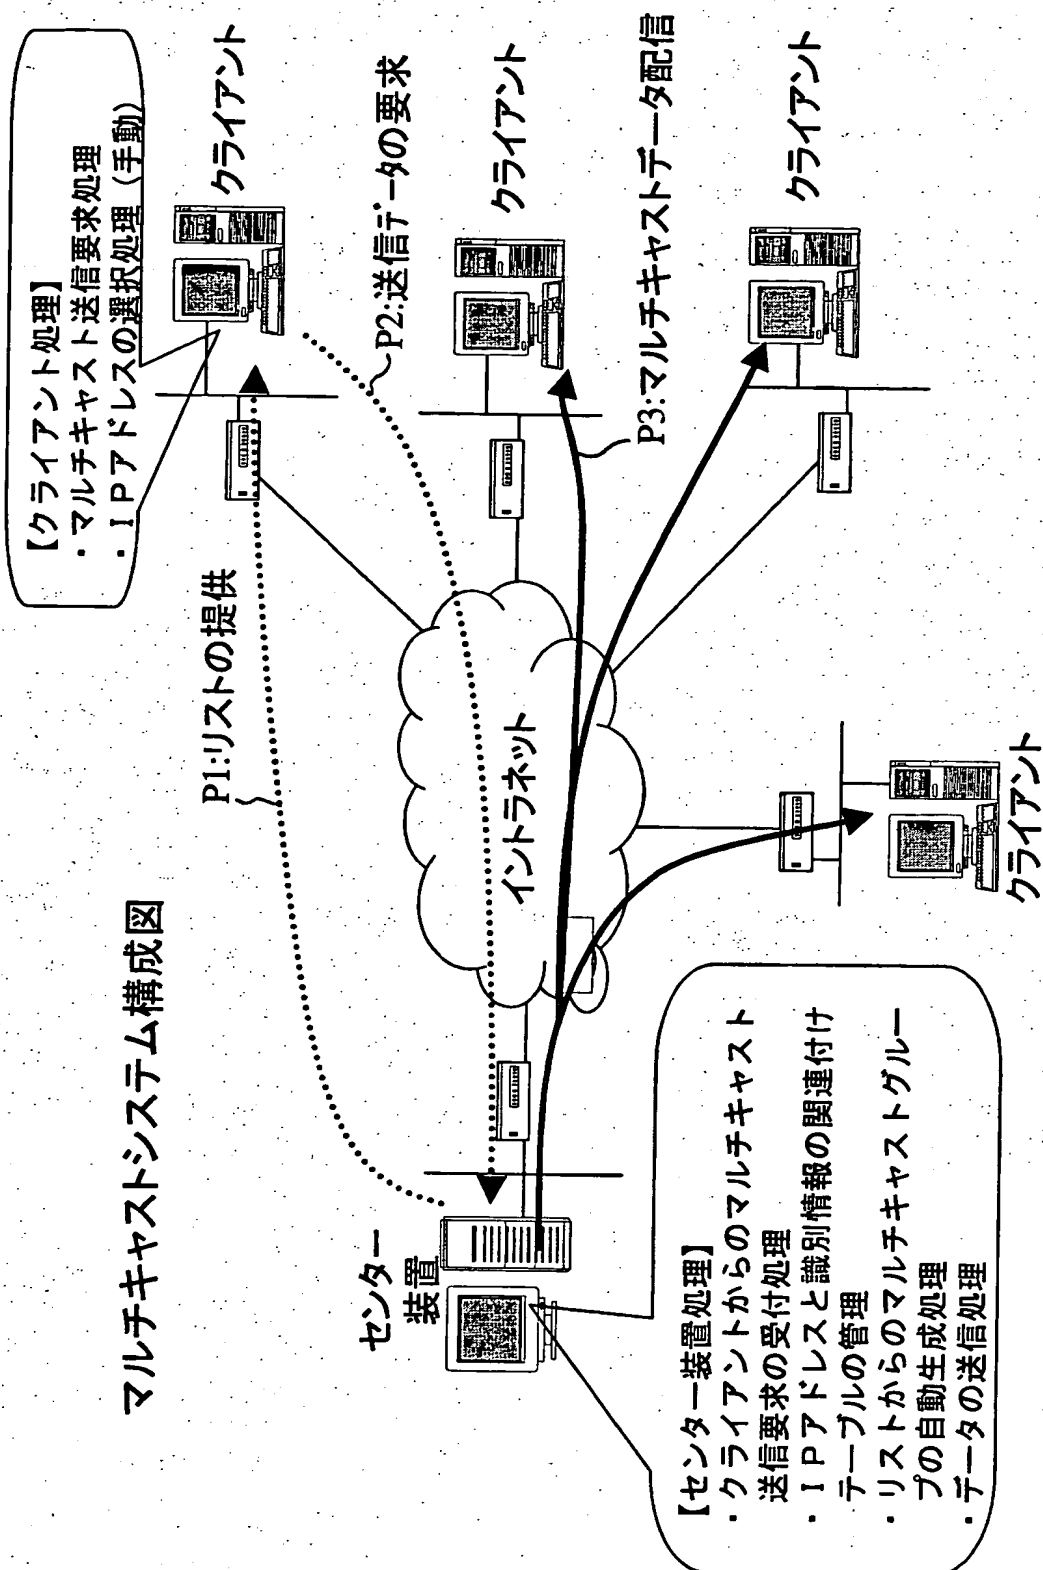 マルチキャストシステム構成図
【クライアント処理】
・マルチキャスト送信要求処理
・ＩＰアドレスの選択処理（手動）
クライアント
P1:リストの提供
P2:送信データの要求
クライアント
P3:マルチキャストデータ配信
クライアント
イントラネット
クライアント
センター
装置
【センター装置処理】
・クライアントからのマルチキャスト
送信要求の受付処理
・ＩＰアドレスと識別情報の関連付け
テーブルの管理
・リストからのマルチキャストグルー
プの自動生成処理
・データの送信処理